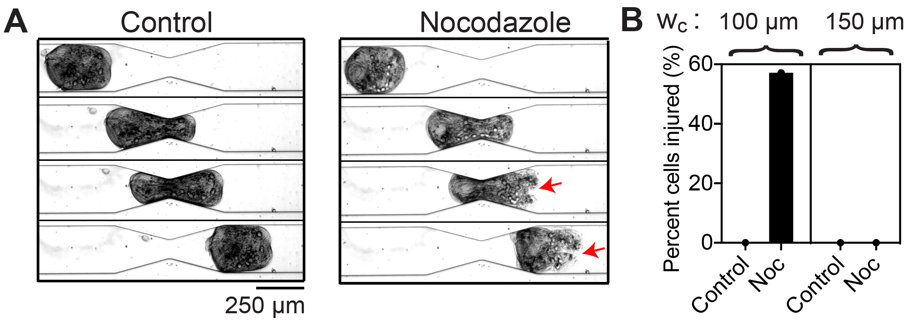 A
Control
Nocodazole
250 µm
B
Wc : 100 µm 150 µm
Percent cells injured (%)
60
40
20
0
Control
Noc
Control
Noc